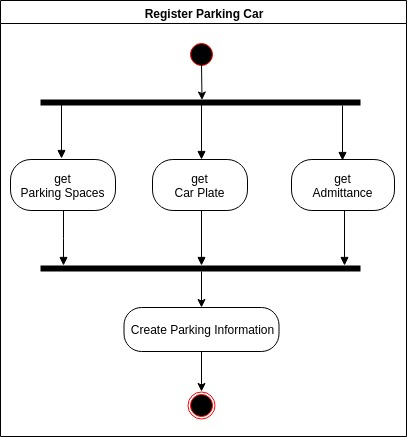 Register Parking Car
get
Parking Spaces
get
Car Plate
get
Admittance
Create Parking Information